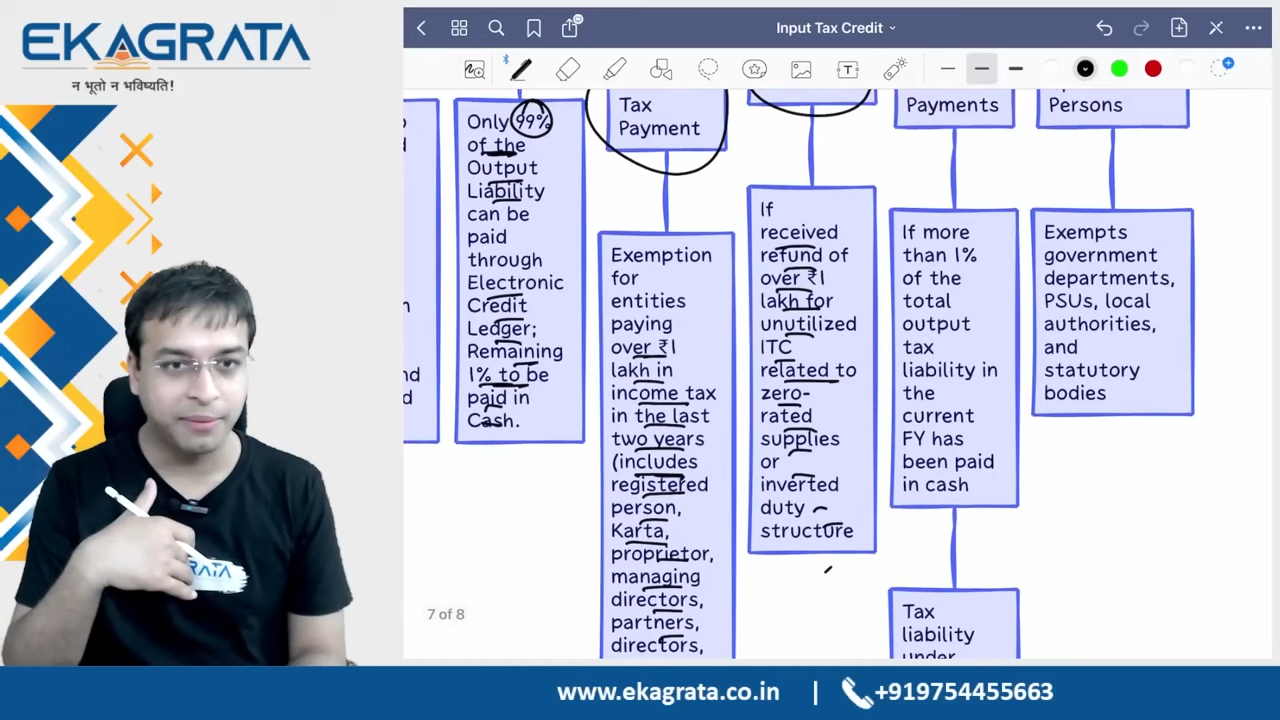 EKAGRATA
न भूतो न भविष्यति!
Input Tax Credit
Only 99%
of the
Output
Liability
can be
paid
through
Electronic
Credit
Ledger;
Remaining
1% to be
paid in
Cash.
Tax
Payment
Exemption
for
entities
paying
over ₹1
lakh in
income tax
in the last
two years
(includes
registered
person,
Karta,
proprietor,
managing
directors,
partners,
directors,
If
received
refund of
over ₹1
lakh for
unutilized
ITC
related to
zero-
rated
supplies
or
inverted
duty
structure
Payments
If more
than 1%
of the
total
output
tax
liability in
the
current
FY has
been paid
in cash
Tax
liability
under
Persons
Exempts
government
departments,
PSUs, local
authorities,
and
statutory
bodies
7 of 8
RATA
www.ekagrata.co.in | +919754455663